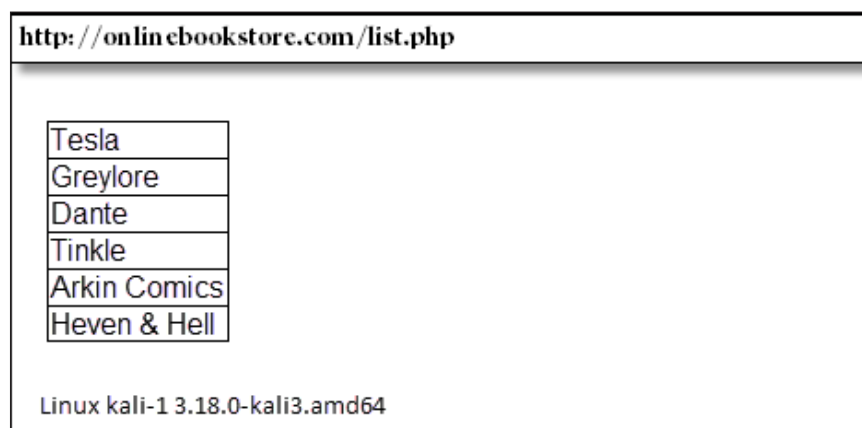 http://onlinebookstore.com/list.php
Tesla
Greylore
Dante
Tinkle
Arkin Comics
Heven & Hell
Linux kali-1 3.18.0-kali3.amd64